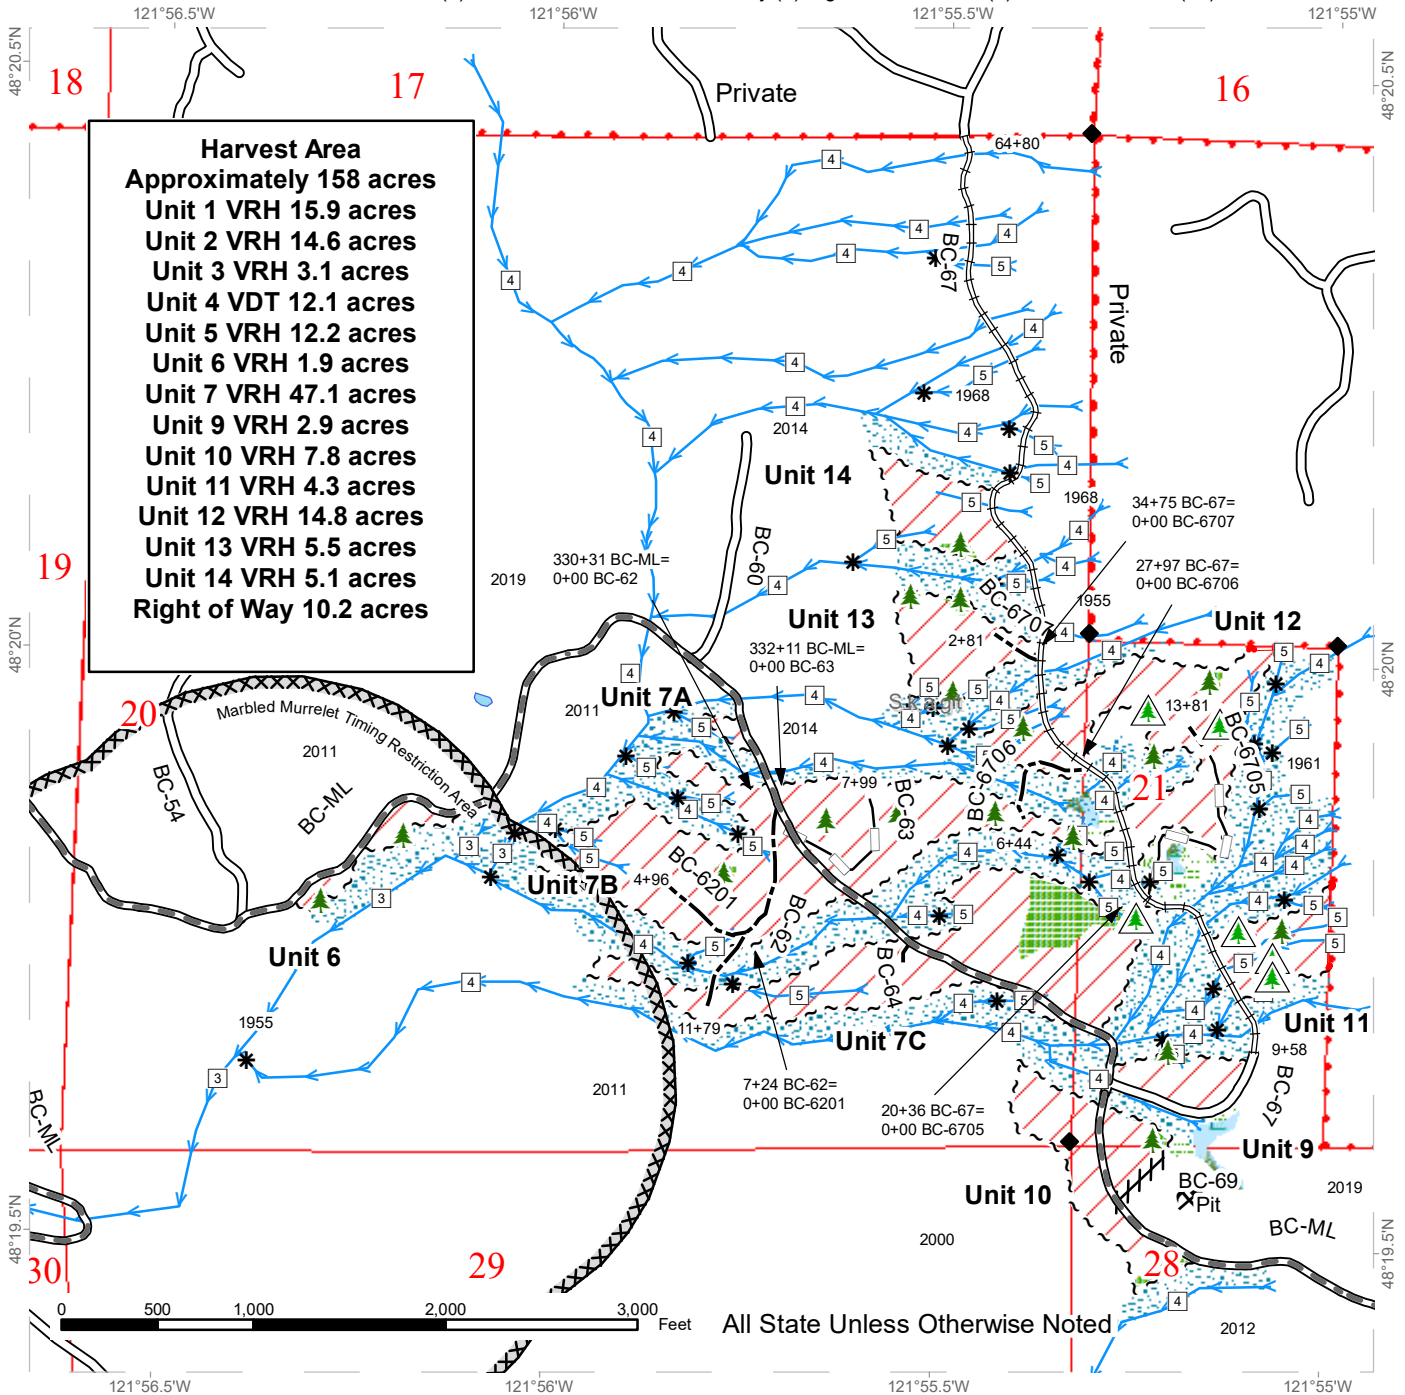 121°56.5'W
121°56'W
121°55.5'W
121°55'W
48°20.5'N
48°20.5'N
18
17
16
Private
64+80
Harvest Area
Approximately 158 acres
Unit 1 VRH 15.9 acres
Unit 2 VRH 14.6 acres
Unit 3 VRH 3.1 acres
Unit 4 VDT 12.1 acres
Unit 5 VRH 12.2 acres
Unit 6 VRH 1.9 acres
Unit 7 VRH 47.1 acres
Unit 9 VRH 2.9 acres
Unit 10 VRH 7.8 acres
Unit 11 VRH 4.3 acres
Unit 12 VRH 14.8 acres
Unit 13 VRH 5.5 acres
Unit 14 VRH 5.1 acres
Right of Way 10.2 acres
BC-67
Private
1968
2014
Unit 14
1968
34+75 BC-67=
0+00 BC-6707
19
2019
330+31 BC-ML=
0+00 BC-62
BC-60
27+97 BC-67=
0+00 BC-6706
BC-6707
1955
Unit 13
2+81
Unit 12
48°20'N
48°20'N
332+11 BC-ML=
0+00 BC-63
Unit 7A
2011
2014
Skagit
13+81
20
Marbled Murrelet Timing Restriction Area
2011
BC-6705
1961
BC-54
BC-ML
7+99
BC-63
BC-6706
21
6+44
BC-6201
4+96
Unit 7B
BC-62
Unit 6
BC-64
1955
11+79
Unit 7C
Unit 11
9+58
BC-67
2011
7+24 BC-62=
0+00 BC-6201
20+36 BC-67=
0+00 BC-6705
BC-ML
Unit 9
Unit 10
BC-69
Pit
2019
48°19.5'N
48°19.5'N
2000
BC-ML
30
29
28
0
500
1,000
2,000
3,000
Feet
All State Unless Otherwise Noted
2012
121°56.5'W
121°56'W
121°55.5'W
121°55'W